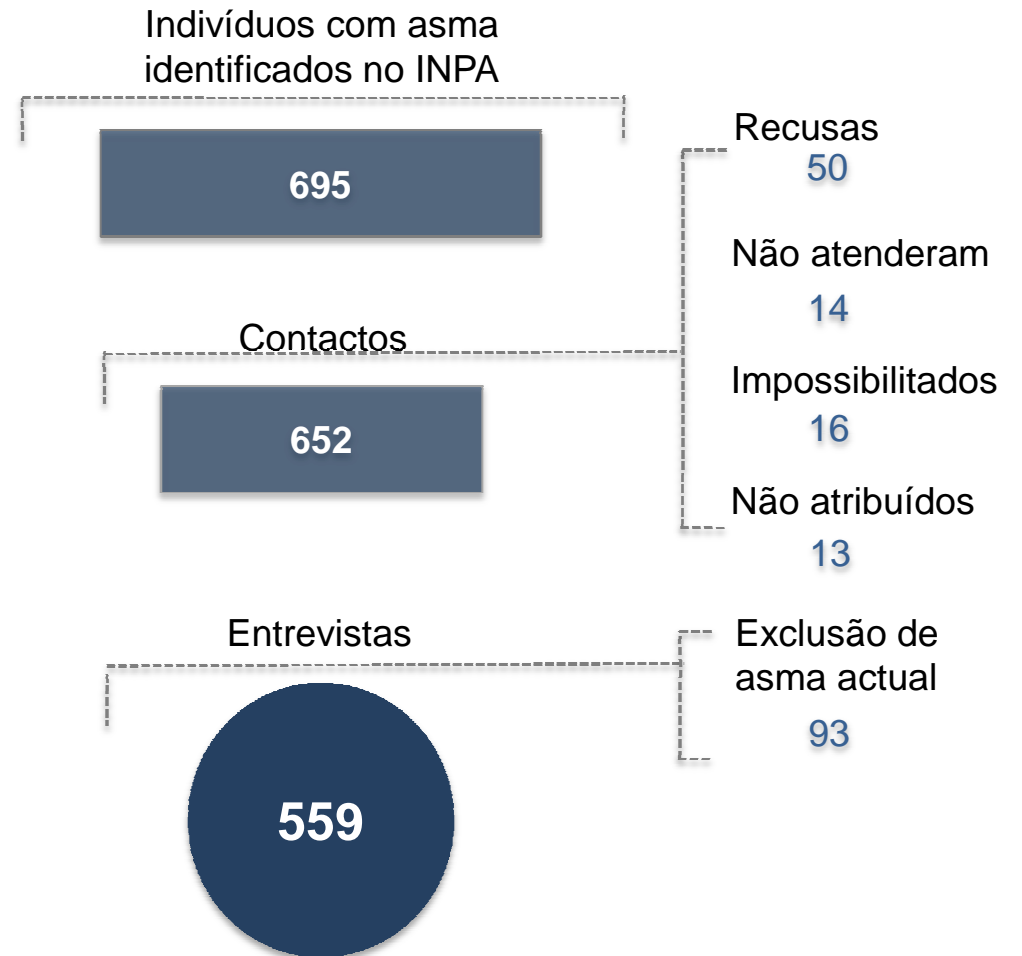 Indivíduos com asma
identificados no INPA
695
Recusas
50
Não atenderam
14
Contactos
652
Impossibilitados
16
Não atribuídos
13
Entrevistas
559
Exclusão de
asma actual
93